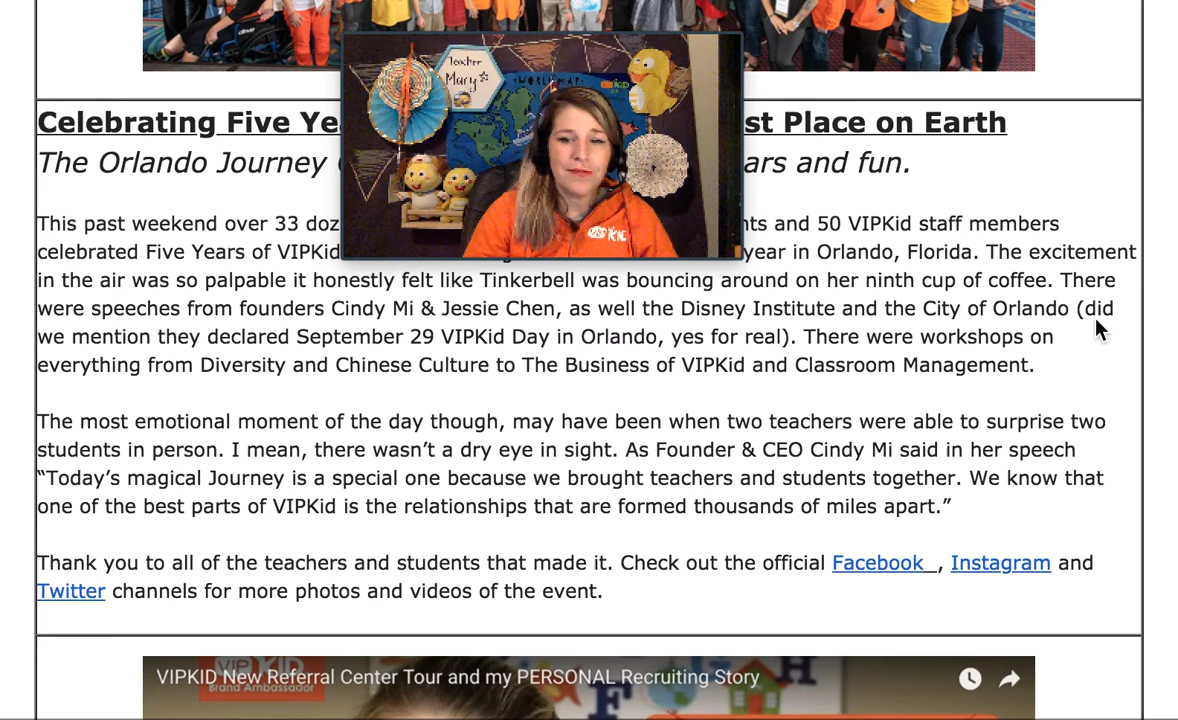 Teacher
Mary
WORLD MAP
Celebrating Five Ye st Place on Earth
The Orlando Journey ars and fun.
This past weekend over 33 doz nts and 50 VIPKid staff members
celebrated Five Years of VIPKid year in Orlando, Florida. The excitement
in the air was so palpable it honestly felt like Tinkerbell was bouncing around on her ninth cup of coffee. There
were speeches from founders Cindy Mi & Jessie Chen, as well the Disney Institute and the City of Orlando (did
we mention they declared September 29 VIPKid Day in Orlando, yes for real). There were workshops on
everything from Diversity and Chinese Culture to The Business of VIPKid and Classroom Management.
The most emotional moment of the day though, may have been when two teachers were able to surprise two
students in person. I mean, there wasn’t a dry eye in sight. As Founder & CEO Cindy Mi said in her speech
“Today’s magical Journey is a special one because we brought teachers and students together. We know that
one of the best parts of VIPKid is the relationships that are formed thousands of miles apart.”
Thank you to all of the teachers and students that made it. Check out the official Facebook , Instagram and
Twitter channels for more photos and videos of the event.
VIPKID New Referral Center Tour and my PERSONAL Recruiting Story
VIP KID
Brand Ambassador
F G H